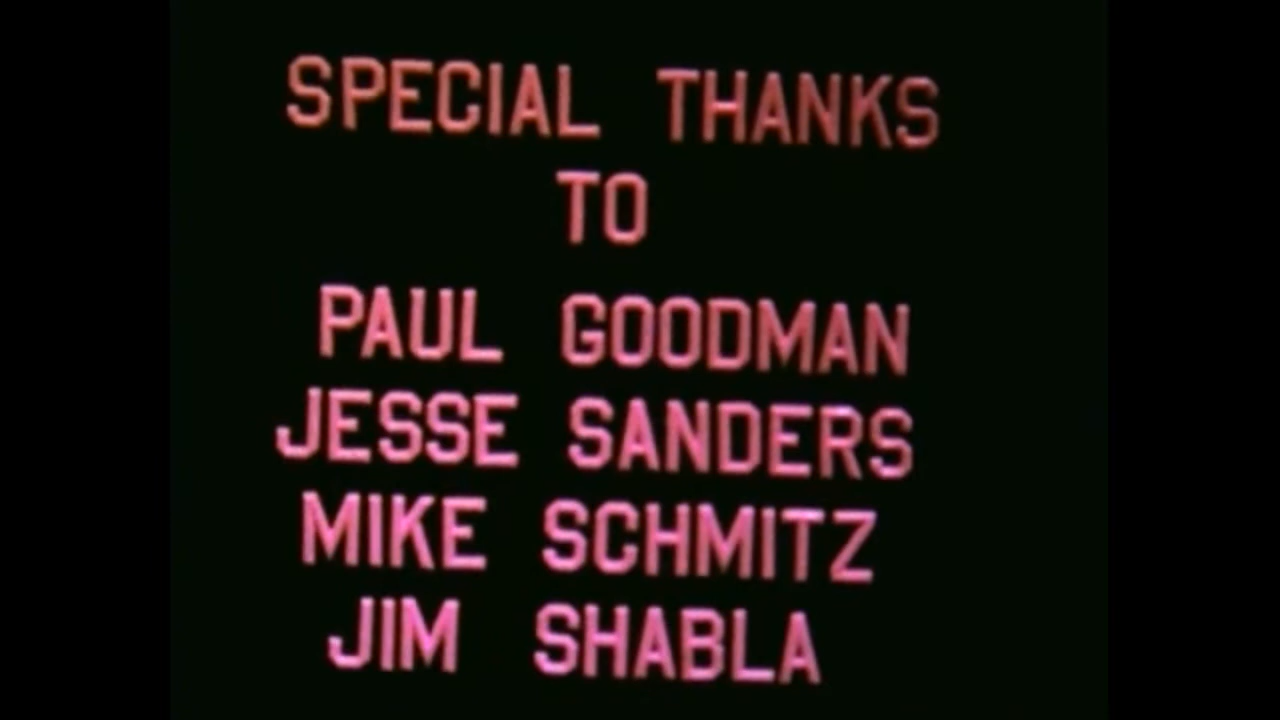 SPECIAL THANKS
TO
PAUL GOODMAN
JESSE SANDERS
MIKE SCHMITZ
JIM SHABLA